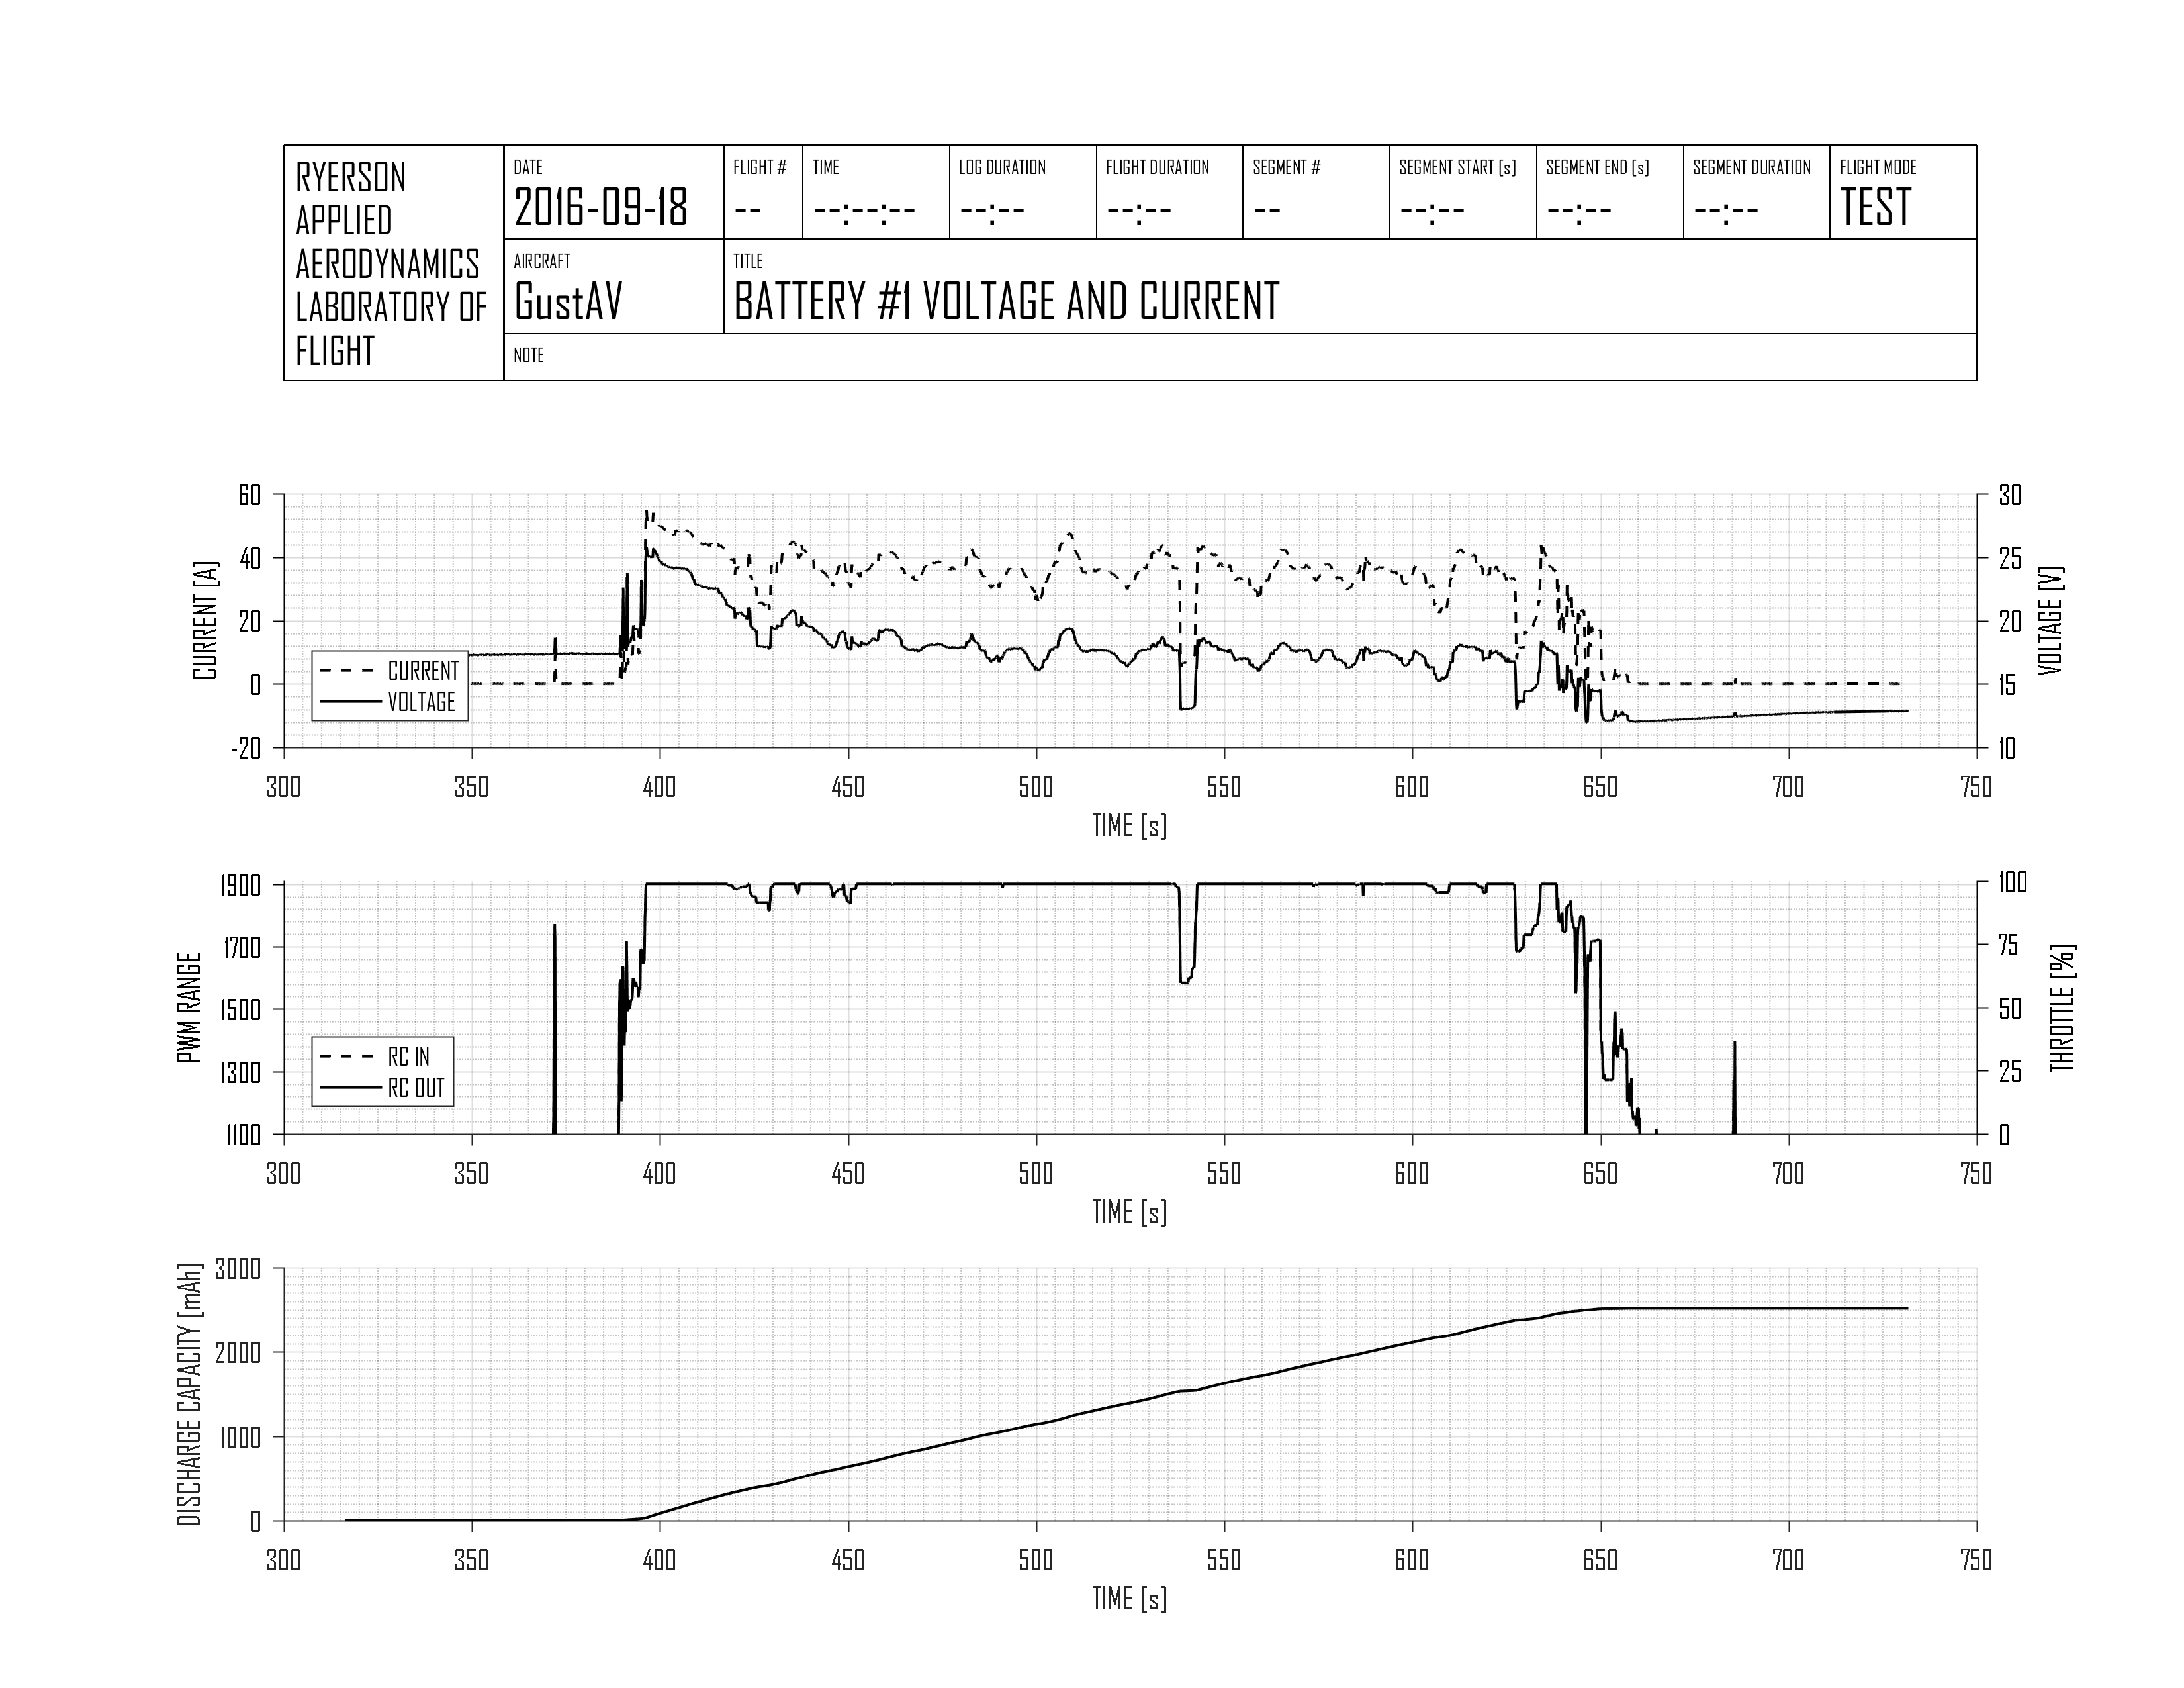 RYERSON
APPLIED
AERODYNAMICS
LABORATORY OF
FLIGHT
DATE
2016-09-18
FLIGHT #
--
TIME
--:--:--
LOG DURATION
--:--
FLIGHT DURATION
--:--
SEGMENT #
--
SEGMENT START [s]
--:--
SEGMENT END [s]
--:--
SEGMENT DURATION
--:--
FLIGHT MODE
TEST
AIRCRAFT
GustAV
TITLE
BATTERY #1 VOLTAGE AND CURRENT
NOTE
CURRENT [A]
60
40
20
0
-20
CURRENT
VOLTAGE
30
25
20
15
10
VOLTAGE [V]
300 350 400 450 500 550 600 650 700 750
TIME [s]
PWM RANGE
1900
1700
1500
1300
1100
RC IN
RC OUT
100
75
50
25
0
THROTTLE [%]
300 350 400 450 500 550 600 650 700 750
TIME [s]
DISCHARGE CAPACITY [mAh]
3000
2000
1000
0
300 350 400 450 500 550 600 650 700 750
TIME [s]